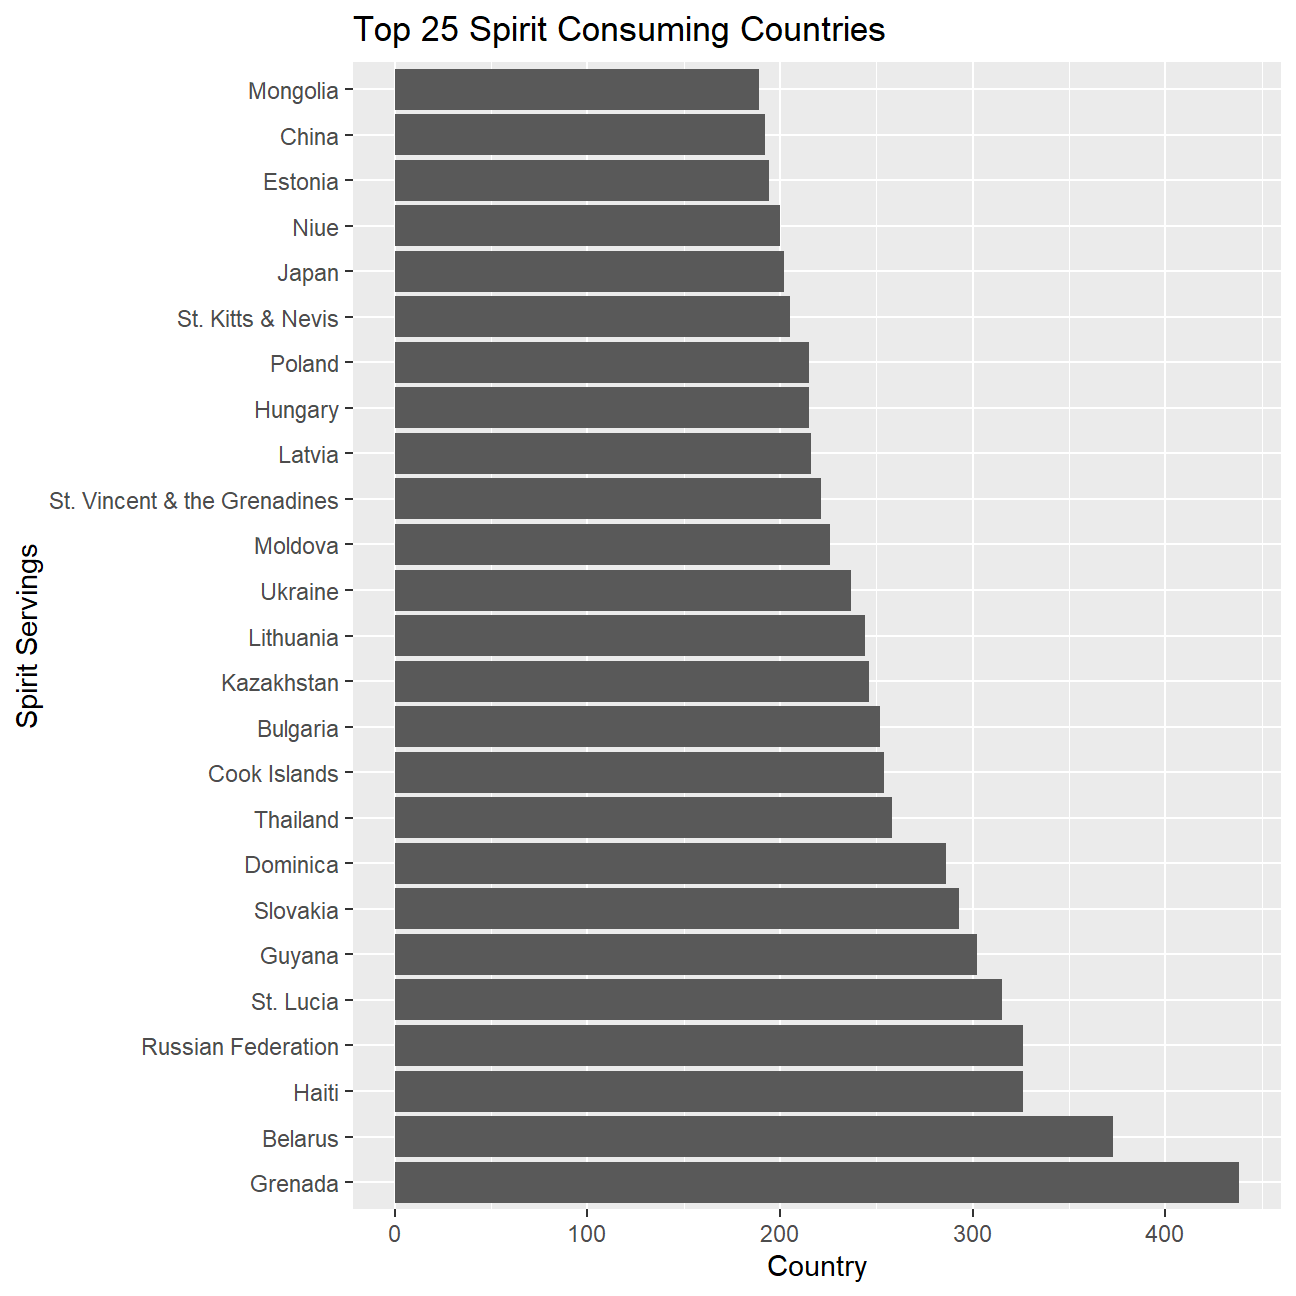 Top 25 Spirit Consuming Countries
Mongolia
China
Estonia
Niue
Japan
St. Kitts & Nevis
Poland
Hungary
Latvia
St. Vincent & the Grenadines
Moldova
Ukraine
Lithuania
Kazakhstan
Bulgaria
Cook Islands
Thailand
Dominica
Slovakia
Guyana
St. Lucia
Russian Federation
Haiti
Belarus
Grenada
Spirit Servings
0 100 200 300 400
Country